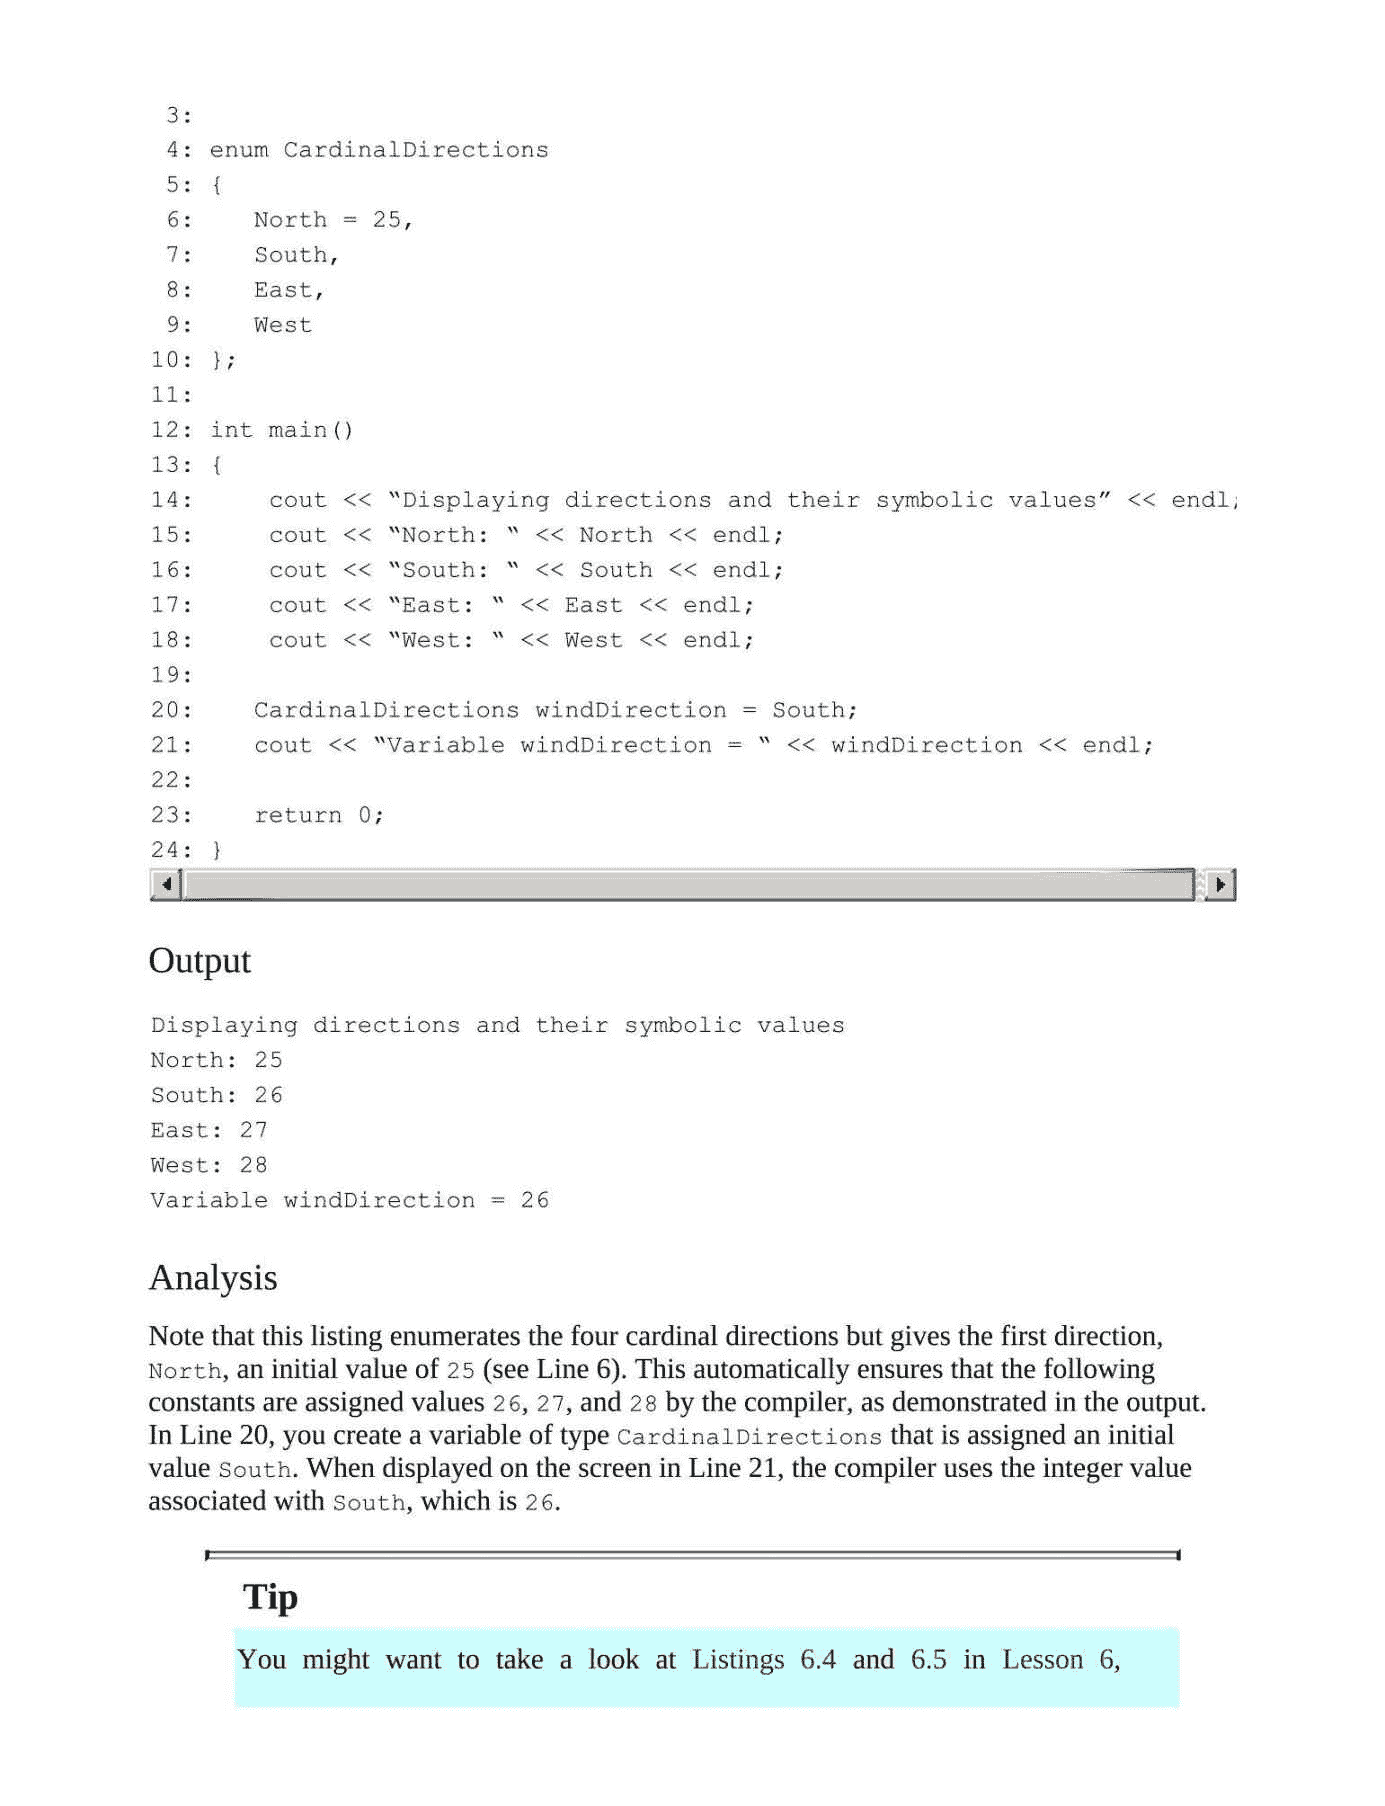 3:
4: enum CardinalDirections
5: {
6:    North = 25,
7:    South,
8:    East,
9:    West
10: };
11:
12: int main()
13: {
14:     cout << “Displaying directions and their symbolic values” << endl;
15:     cout << “North: “ << North << endl;
16:     cout << “South: “ << South << endl;
17:     cout << “East: “ << East << endl;
18:     cout << “West: “ << West << endl;
19:
20:    CardinalDirections windDirection = South;
21:    cout << “Variable windDirection = “ << windDirection << endl;
22:
23:    return 0;
24: }
Output
Displaying directions and their symbolic values
North: 25
South: 26
East: 27
West: 28
Variable windDirection = 26
Analysis
Note that this listing enumerates the four cardinal directions but gives the first direction,
North, an initial value of 25 (see Line 6). This automatically ensures that the following
constants are assigned values 26, 27, and 28 by the compiler, as demonstrated in the output.
In Line 20, you create a variable of type CardinalDirections that is assigned an initial
value South. When displayed on the screen in Line 21, the compiler uses the integer value
associated with South, which is 26.
Tip
You might want to take a look at Listings 6.4 and 6.5 in Lesson 6,